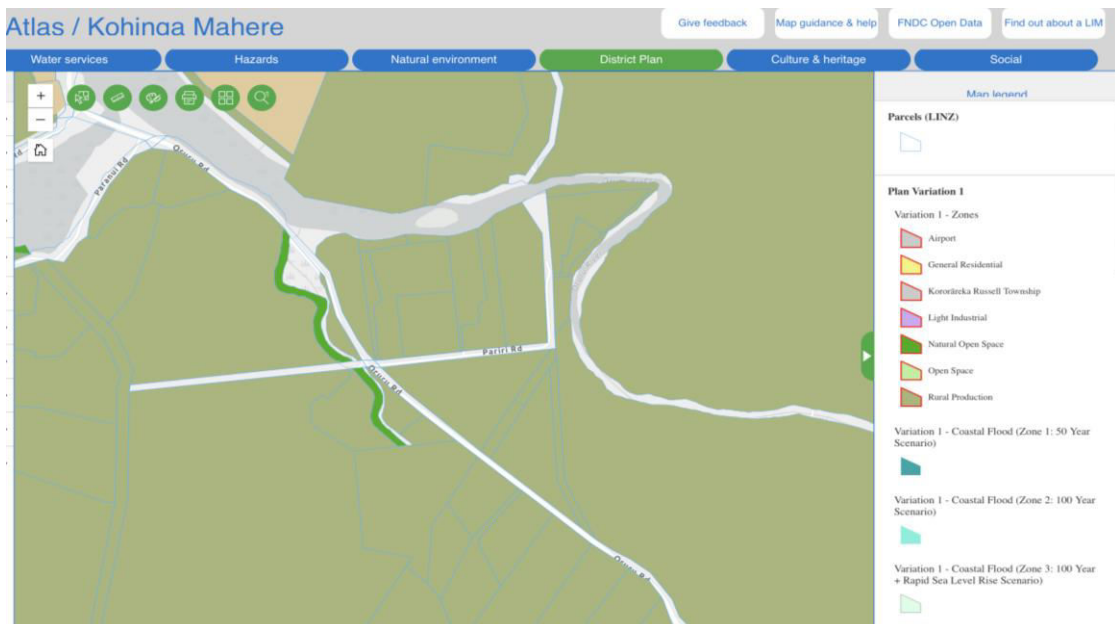 Atlas / Kohinga Mahere
Give feedback
Map guidance & help
FNDC Open Data
Find out about a LIM
Water services
Hazards
Natural environment
District Plan
Culture & heritage
Social
Map legend
Parcels (LINZ)
Plan Variation 1
Variation 1 - Zones
Airport
General Residential
Kororāreka Russell Township
Light Industrial
Natural Open Space
Open Space
Rural Production
Variation 1 - Coastal Flood (Zone 1: 50 Year
Scenario)
Variation 1 - Coastal Flood (Zone 2: 100 Year
Scenario)
Variation 1 - Coastal Flood (Zone 3: 100 Year
+ Rapid Sea Level Rise Scenario)
+
−
Rd
Paranui Rd
Oruru Rd
Pariri Rd
Oruru Rd
Oruru Rd